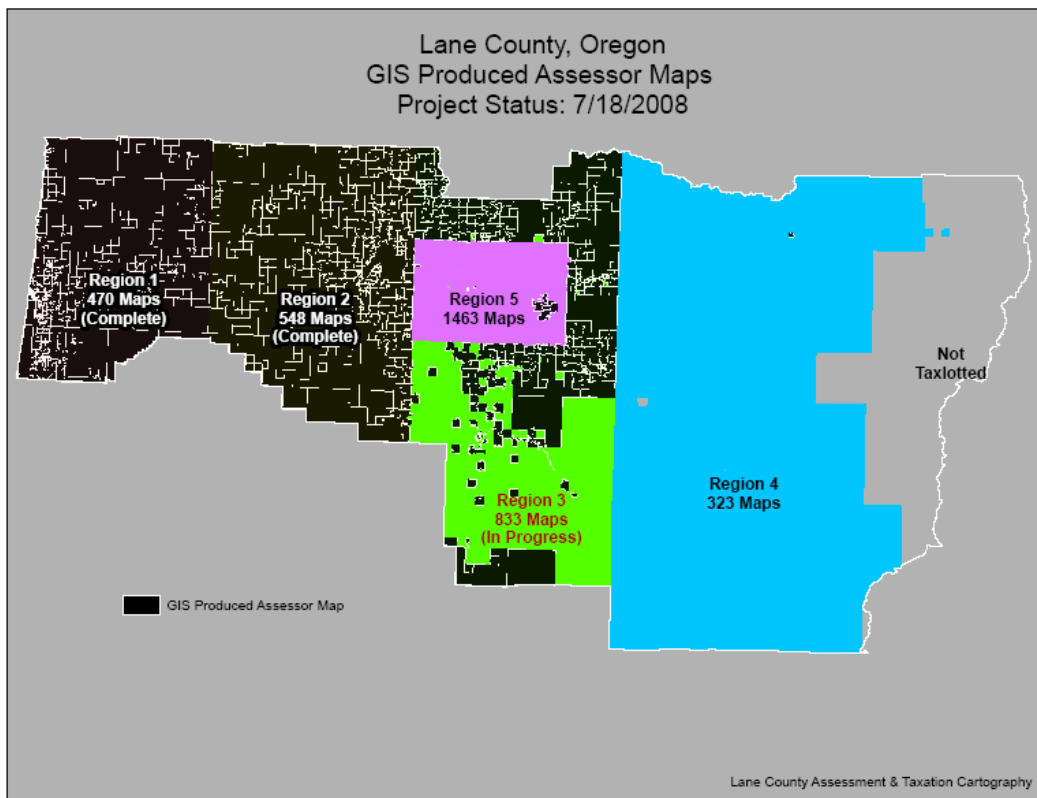 Lane County, Oregon
GIS Produced Assessor Maps
Project Status: 7/18/2008
Region 1
470 Maps
(Complete)
Region 2
548 Maps
(Complete)
Region 5
1463 Maps
Not
Taxlotted
Region 4
323 Maps
Region 3
833 Maps
(In Progress)
GIS Produced Assessor Map
Lane County Assessment & Taxation Cartography